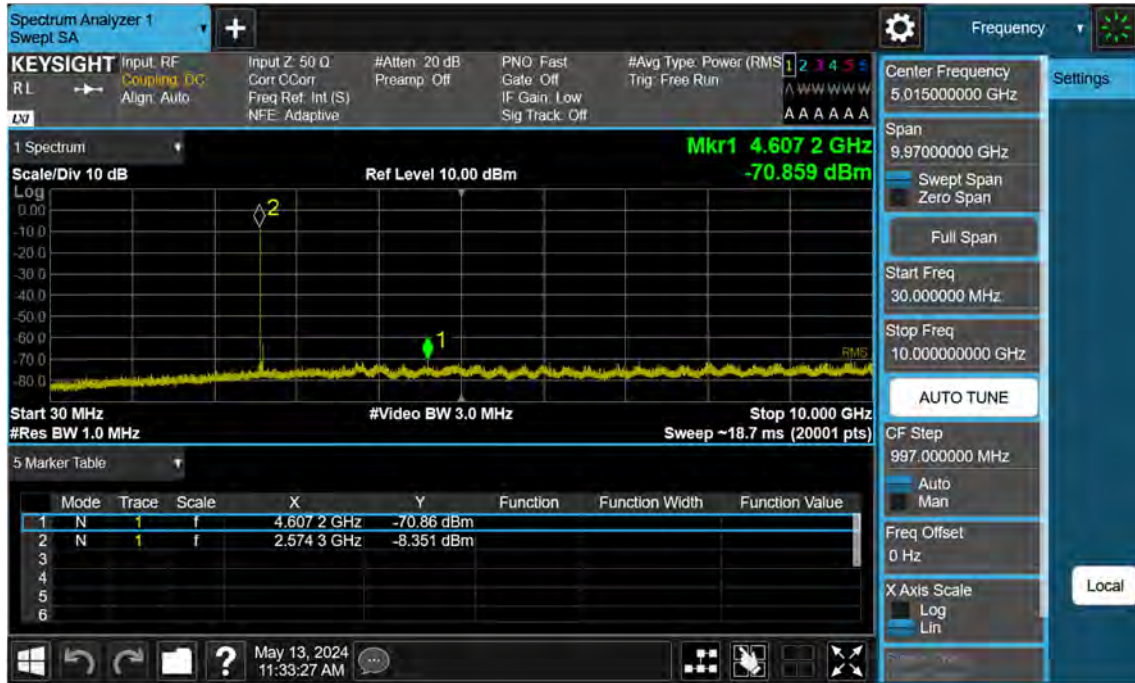 Spectrum Analyzer 1
Swept SA
Frequency
KEYSIGHT
RL
LXI
Input: RF
Coupling: DC
Align: Auto
Input Z: 50 Ω
Corr CCorr
Freq Ref: Int (S)
NFE: Adaptive
#Atten: 20 dB
Preamp: Off
PNO: Fast
Gate: Off
IF Gain: Low
Sig Track: Off
#Avg Type: Power (RMS
Trig: Free Run
1 2 3 4 5 6
A W W W W W
A A A A A A
1 Spectrum
Scale/Div 10 dB
Ref Level 10.00 dBm
Mkr1 4.607 2 GHz
-70.859 dBm
Log
0.00
-10.0
-20.0
-30.0
-40.0
-50.0
-60.0
-70.0
-80.0
2
1
RMS
Start 30 MHz
#Video BW 3.0 MHz
Stop 10.000 GHz
#Res BW 1.0 MHz
Sweep ~18.7 ms (20001 pts)
5 Marker Table
Mode Trace Scale X Y Function Function Width Function Value
1 N 1 f 4.607 2 GHz -70.86 dBm
2 N 1 f 2.574 3 GHz -8.351 dBm
3
4
5
6
May 13, 2024
11:33:27 AM
Center Frequency
5.015000000 GHz
Span
9.97000000 GHz
Swept Span
Zero Span
Full Span
Start Freq
30.000000 MHz
Stop Freq
10.000000000 GHz
AUTO TUNE
CF Step
997.000000 MHz
Auto
Man
Freq Offset
0 Hz
X Axis Scale
Log
Lin
Settings
Local